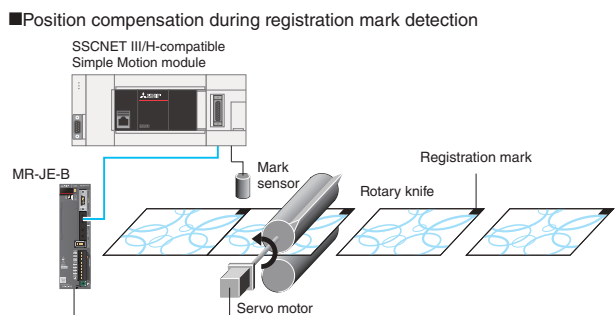 ■Position compensation during registration mark detection
SSCNET III/H-compatible
Simple Motion module
MR-JE-B
Mark
sensor
Registration mark
Rotary knife
Servo motor